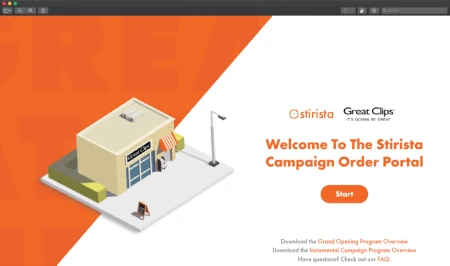 GREAT
Great Clips
stirista
Great Clips
IT'S GONNA BE GREAT
Welcome To The Stirista
Campaign Order Portal
Start
Download the Grand Opening Program Overview
Download the Incremental Campaign Program Overview
Have questions? Check out our FAQ.